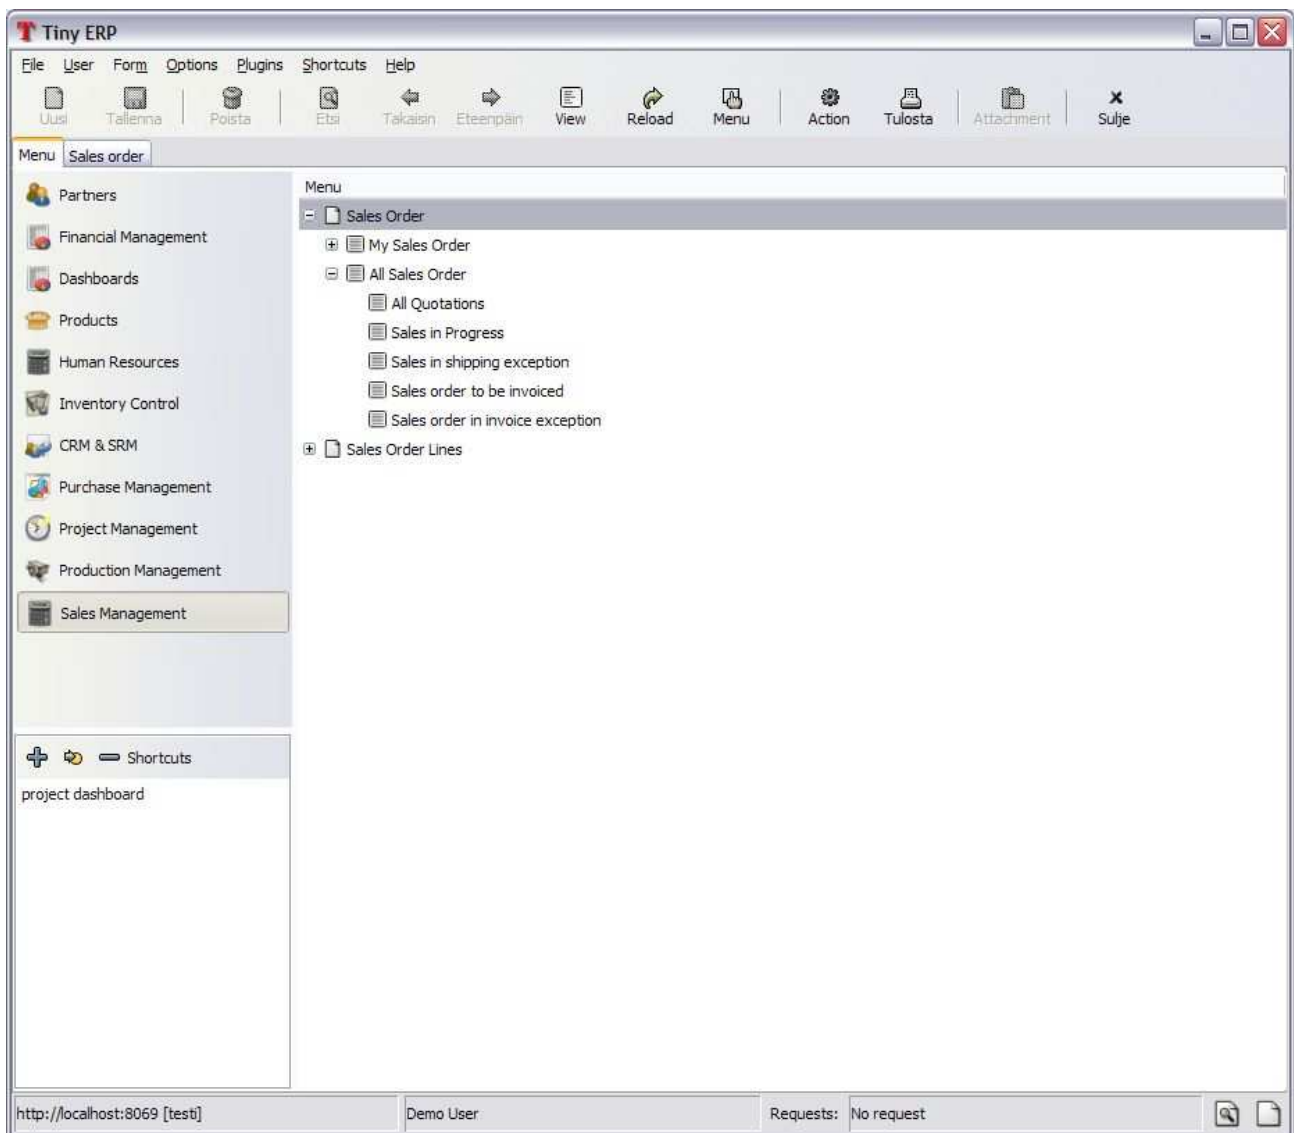 Tiny ERP
File User Form Options Plugins Shortcuts Help
Uusi Tallenna Poista Etsi Takaisin Eteenpäin View Reload Menu Action Tulosta Attachment Sulje
Menu Sales order
Partners
Financial Management
Dashboards
Products
Human Resources
Inventory Control
CRM & SRM
Purchase Management
Project Management
Production Management
Sales Management
Menu
Sales Order
My Sales Order
All Sales Order
All Quotations
Sales in Progress
Sales in shipping exception
Sales order to be invoiced
Sales order in invoice exception
Sales Order Lines
Shortcuts
project dashboard
http://localhost:8069 [testi] Demo User Requests: No request